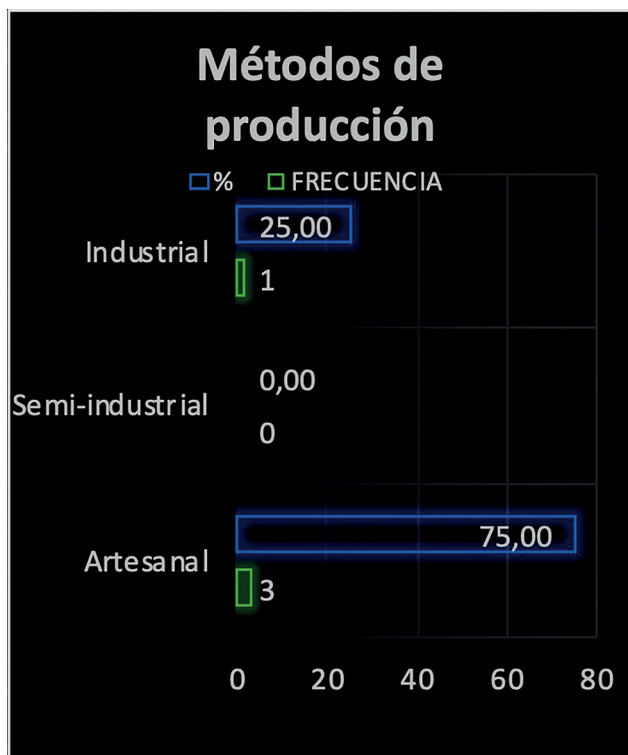 Métodos de
producción
% FRECUENCIA
Industrial
25,00
1
Semi-industrial
0,00
0
Artesanal
75,00
3
0 20 40 60 80